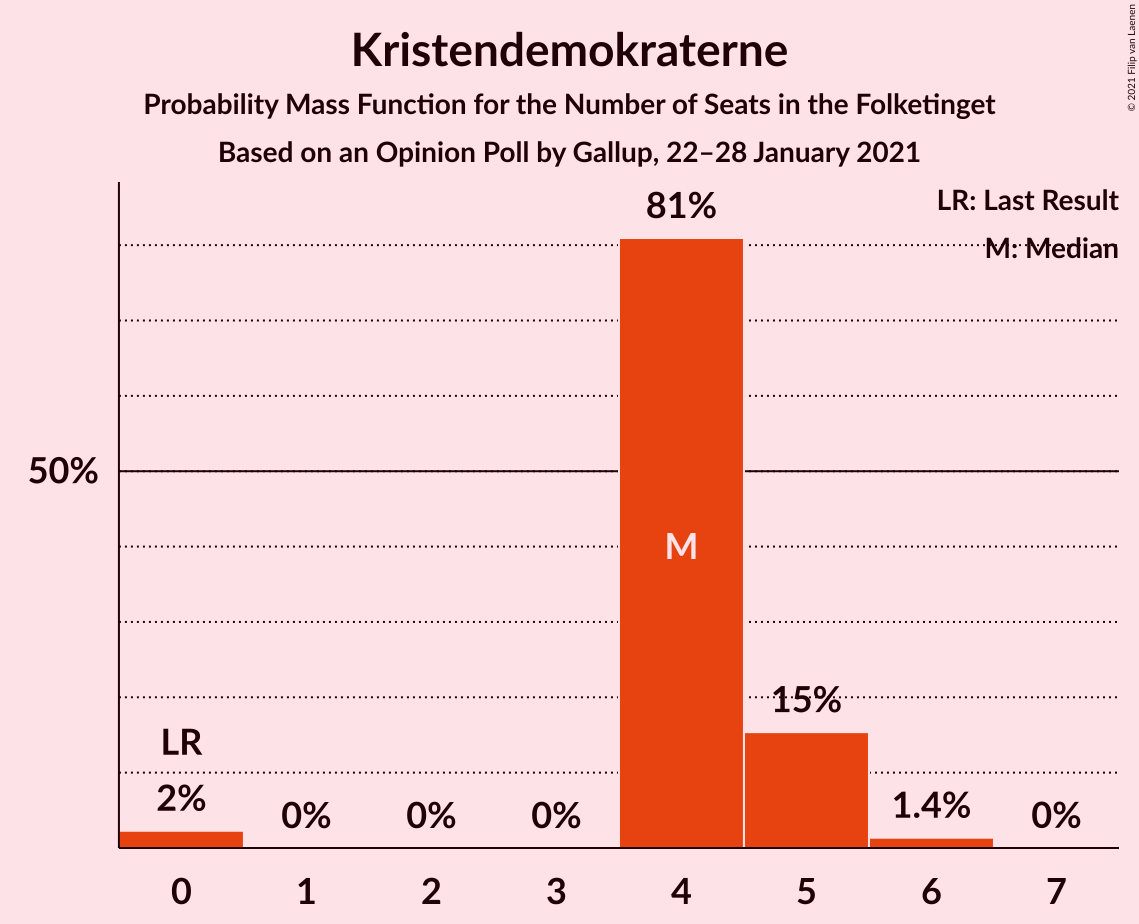 Kristendemokraterne
Probability Mass Function for the Number of Seats in the Folketinget
Based on an Opinion Poll by Gallup, 22–28 January 2021
© 2021 Filip van Laenen
LR: Last Result
M: Median
81%
50%
M
15%
LR
2%
0%
0%
0%
1.4%
0%
0 1 2 3 4 5 6 7